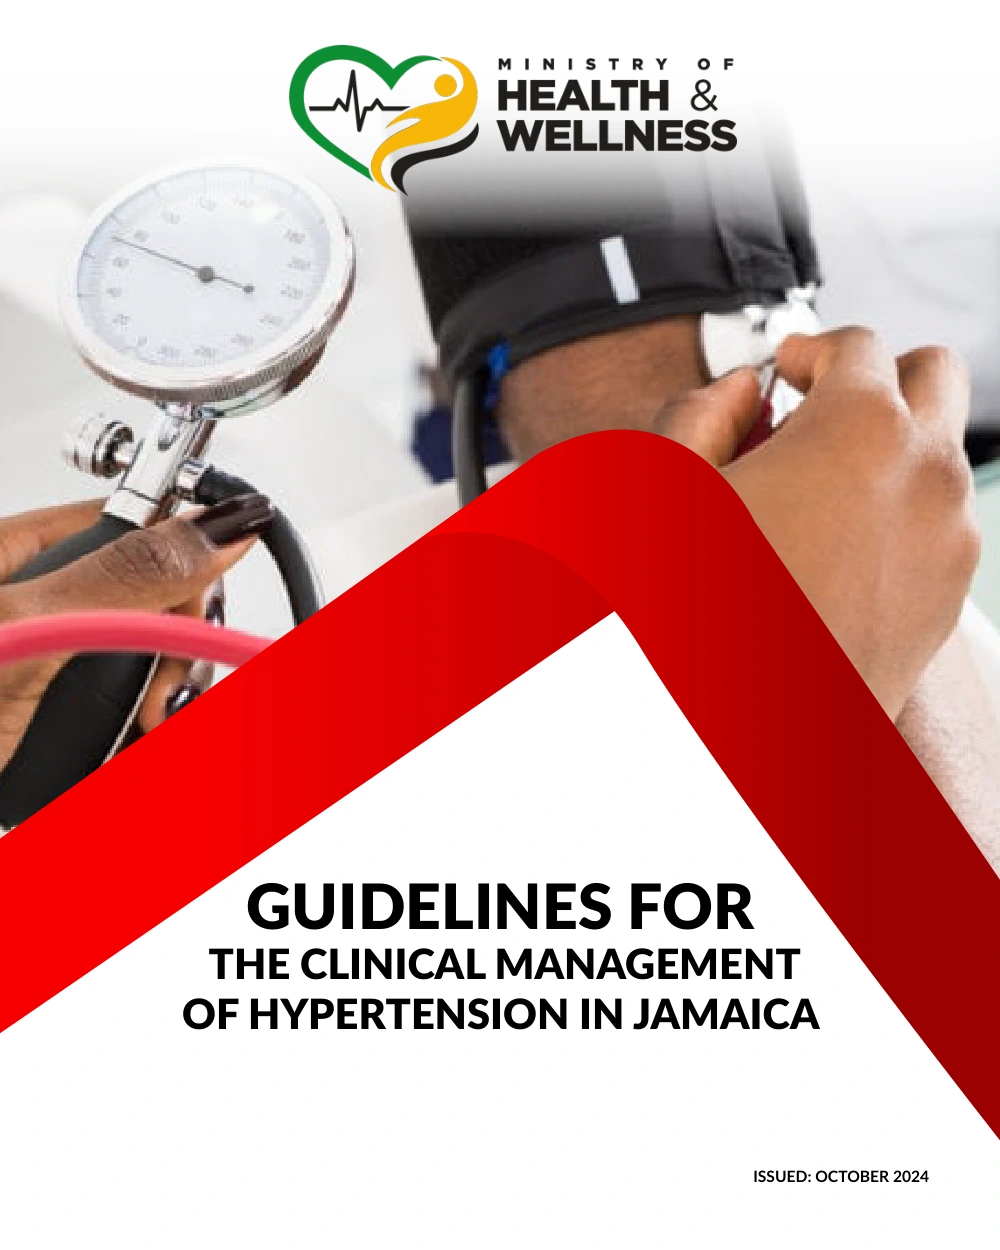 MINISTRY OF
HEALTH &
WELLNESS
GUIDELINES FOR
THE CLINICAL MANAGEMENT
OF HYPERTENSION IN JAMAICA
ISSUED: OCTOBER 2024